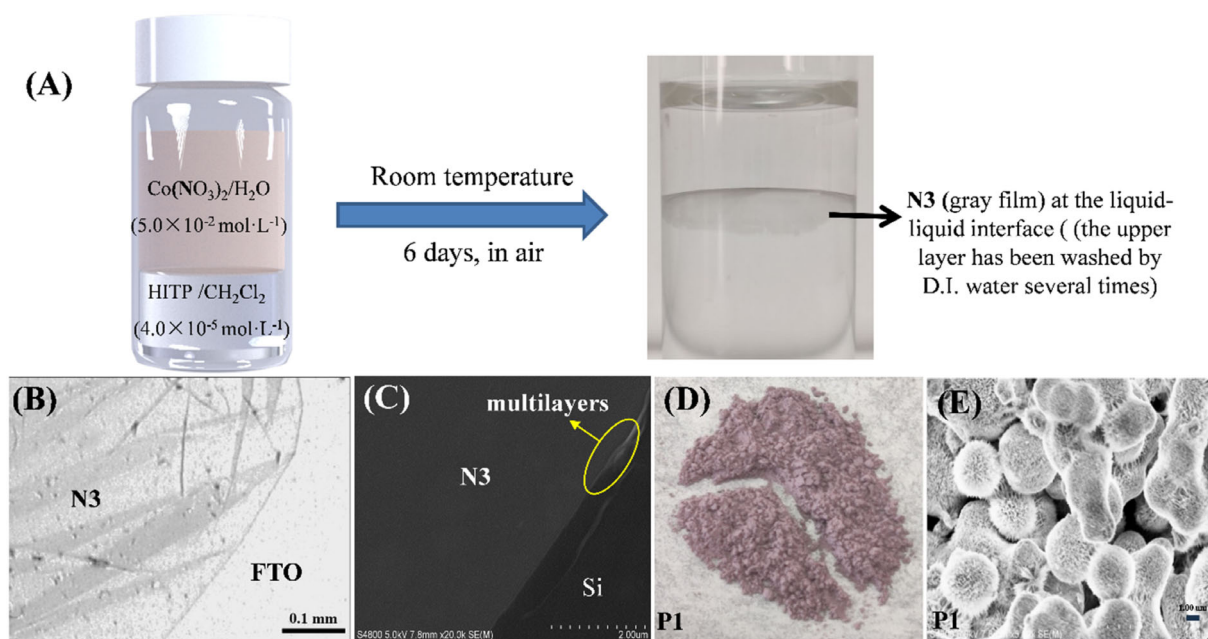 (A)
Co(NO₃)₂/H₂O
(5.0×10⁻² mol·L⁻¹)
HITP /CH₂Cl₂
(4.0×10⁻⁵ mol·L⁻¹)
Room temperature
6 days, in air
N3 (gray film) at the liquid-
liquid interface ( (the upper
layer has been washed by
D.I. water several times)
(B)
N3
FTO
0.1 mm
(C)
multilayers
N3
Si
S4800 5.0kV 7.8mm x20.0k SE(M)
2.00um
(D)
P1
(E)
P1